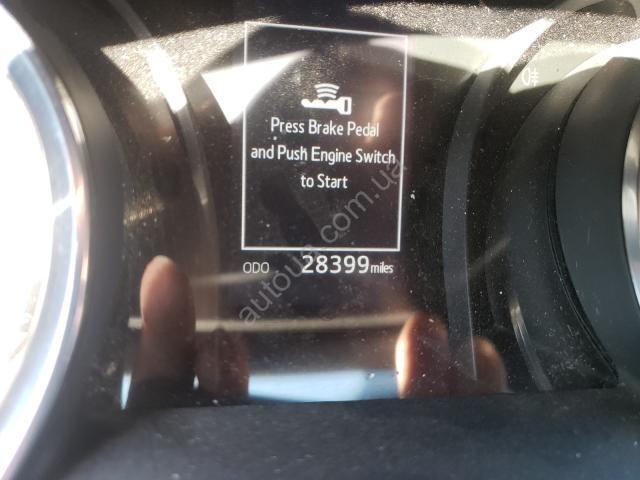 Press Brake Pedal
and Push Engine Switch
to Start
ODO 28399 miles
autoua.com.ua